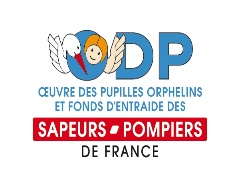 ODP
ŒUVRE DES PUPILLES ORPHELINS
ET FONDS D'ENTRAIDE DES
SAPEURS-POMPIERS
DE FRANCE